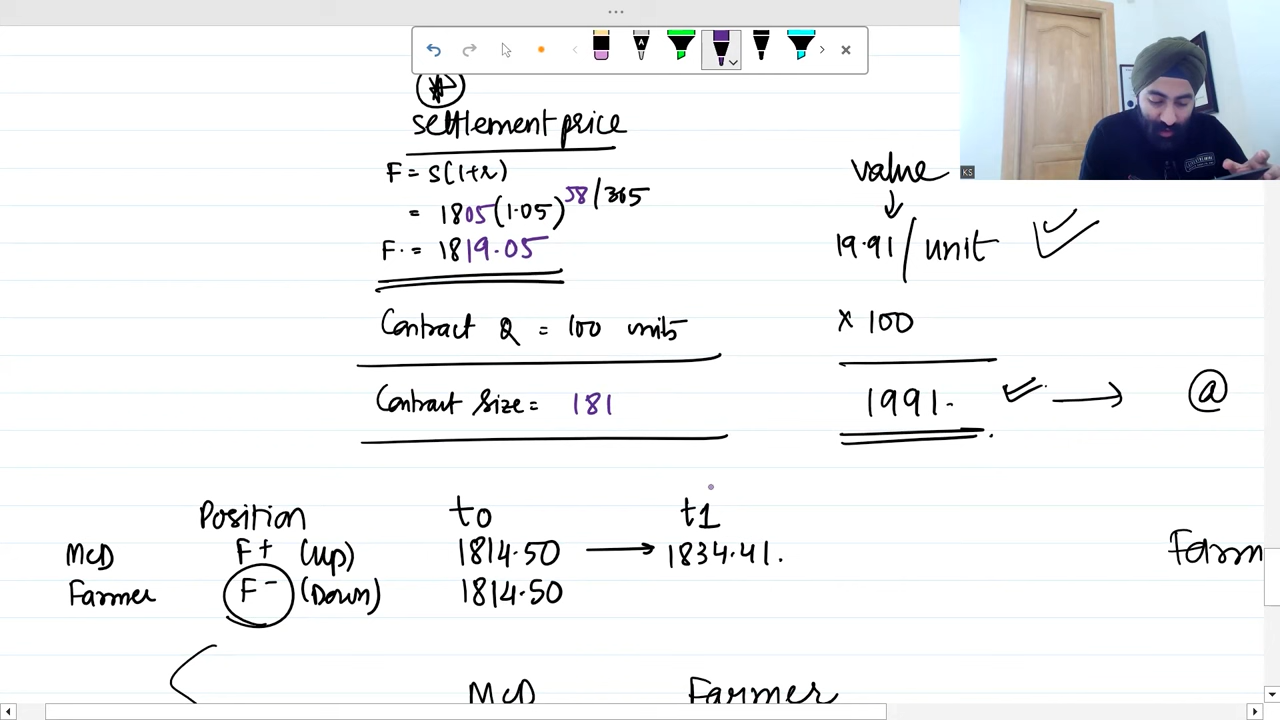 settlement price
F = S(1+r)
= 1805(1.05)^58/365
F. = 1819.05
Contract Q = 100 units
Contract Size = 181
value
↓
19.91/unit
× 100
1991. → @
Position t0 t1
McD F+ (Up) 1814.50 → 1834.41.
Farmer F- (Down) 1814.50
Farm
McD Farmer
KS